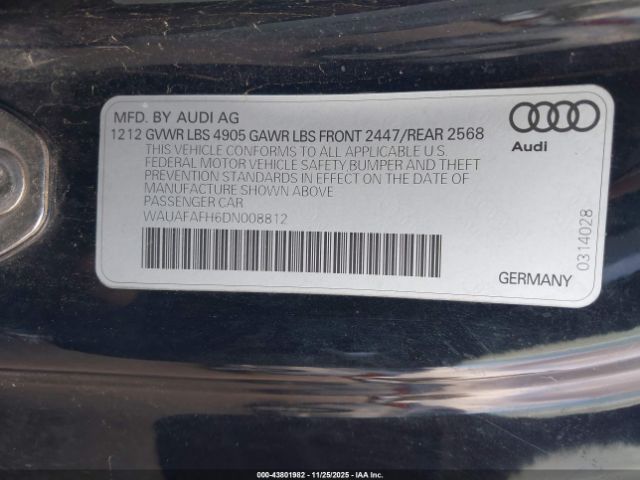 MFD. BY AUDI AG
1212 GVWR LBS 4905 GAWR LBS FRONT 2447/REAR 2568
THIS VEHICLE CONFORMS TO ALL APPLICABLE
FEDERAL MOTOR VEHICLE SAFETY,BUMPER AND THEFT
PREVENTION STANDARDS IN EFFECT ON THE DATE OF
MANUFACTURE SHOWN ABOVE
PASSENGER CAR
WAUAFAFH6DN008812
Audi
0314028
GERMANY
000-43801982 - 11/25/2025 - iaai.com